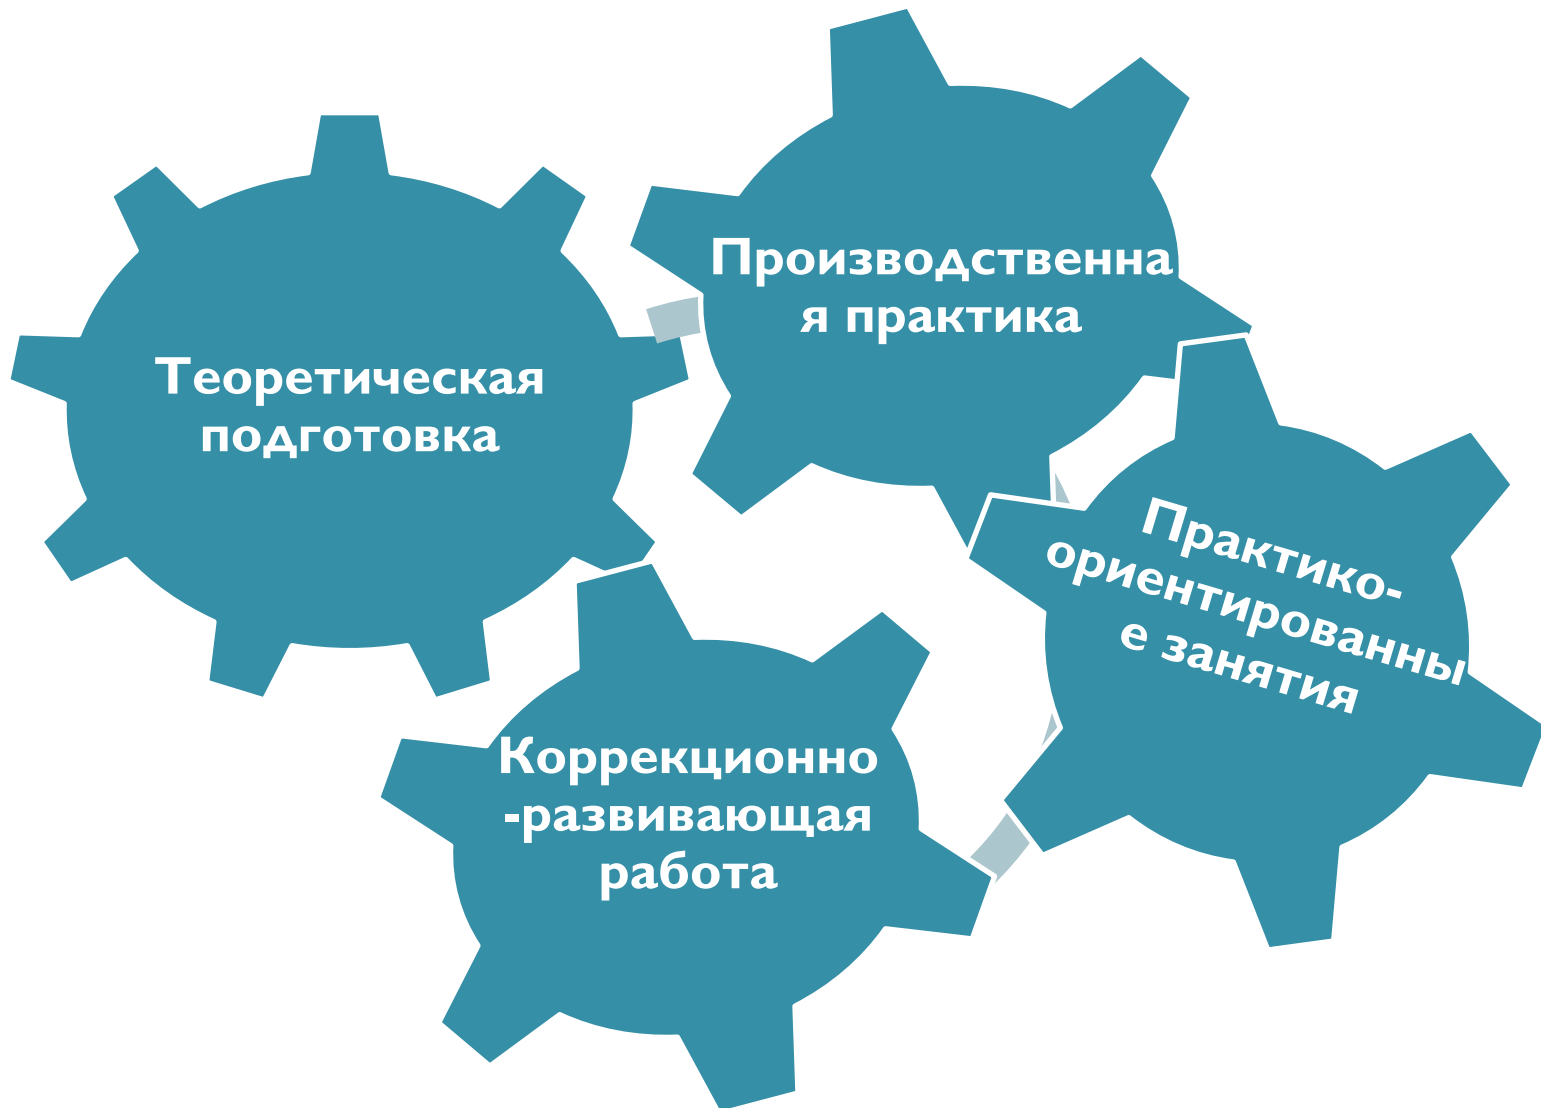 Теоретическая
подготовка
Производственна
я практика
Практико-
ориентированны
е занятия
Коррекционно
-развивающая
работа